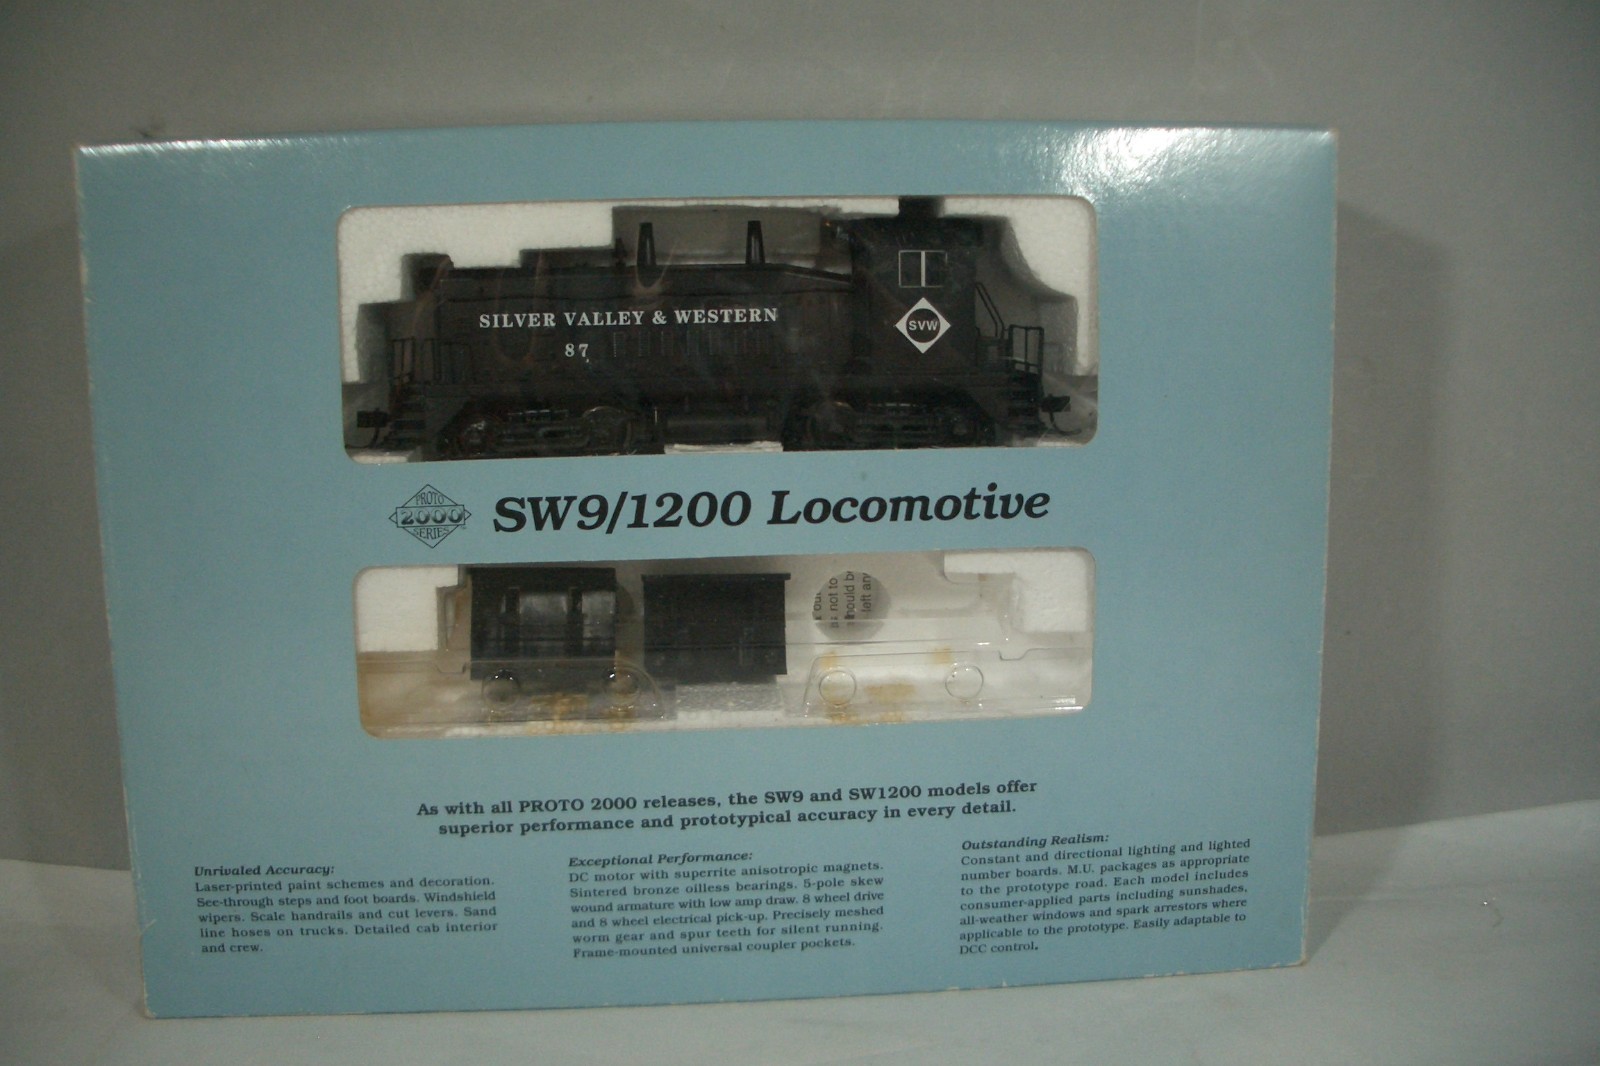 SILVER VALLEY & WESTERN
87
SVW
PROTO
2000
SERIES
SW9/1200 Locomotive
not to
hould b
left an
As with all PROTO 2000 releases, the SW9 and SW1200 models offer
superior performance and prototypical accuracy in every detail.
Unrivaled Accuracy:
Laser-printed paint schemes and decoration.
See-through steps and foot boards. Windshield
wipers. Scale handrails and cut levers. Sand
line hoses on trucks. Detailed cab interior
and crew.
Exceptional Performance:
DC motor with superrite anisotropic magnets.
Sintered bronze oilless bearings. 5-pole skew
wound armature with low amp draw. 8 wheel drive
and 8 wheel electrical pick-up. Precisely meshed
worm gear and spur teeth for silent running.
Frame-mounted universal coupler pockets.
Outstanding Realism:
Constant and directional lighting and lighted
number boards. M.U. packages as appropriate
to the prototype road. Each model includes
consumer-applied parts including sunshades,
all-weather windows and spark arrestors where
applicable to the prototype. Easily adaptable to
DCC control.